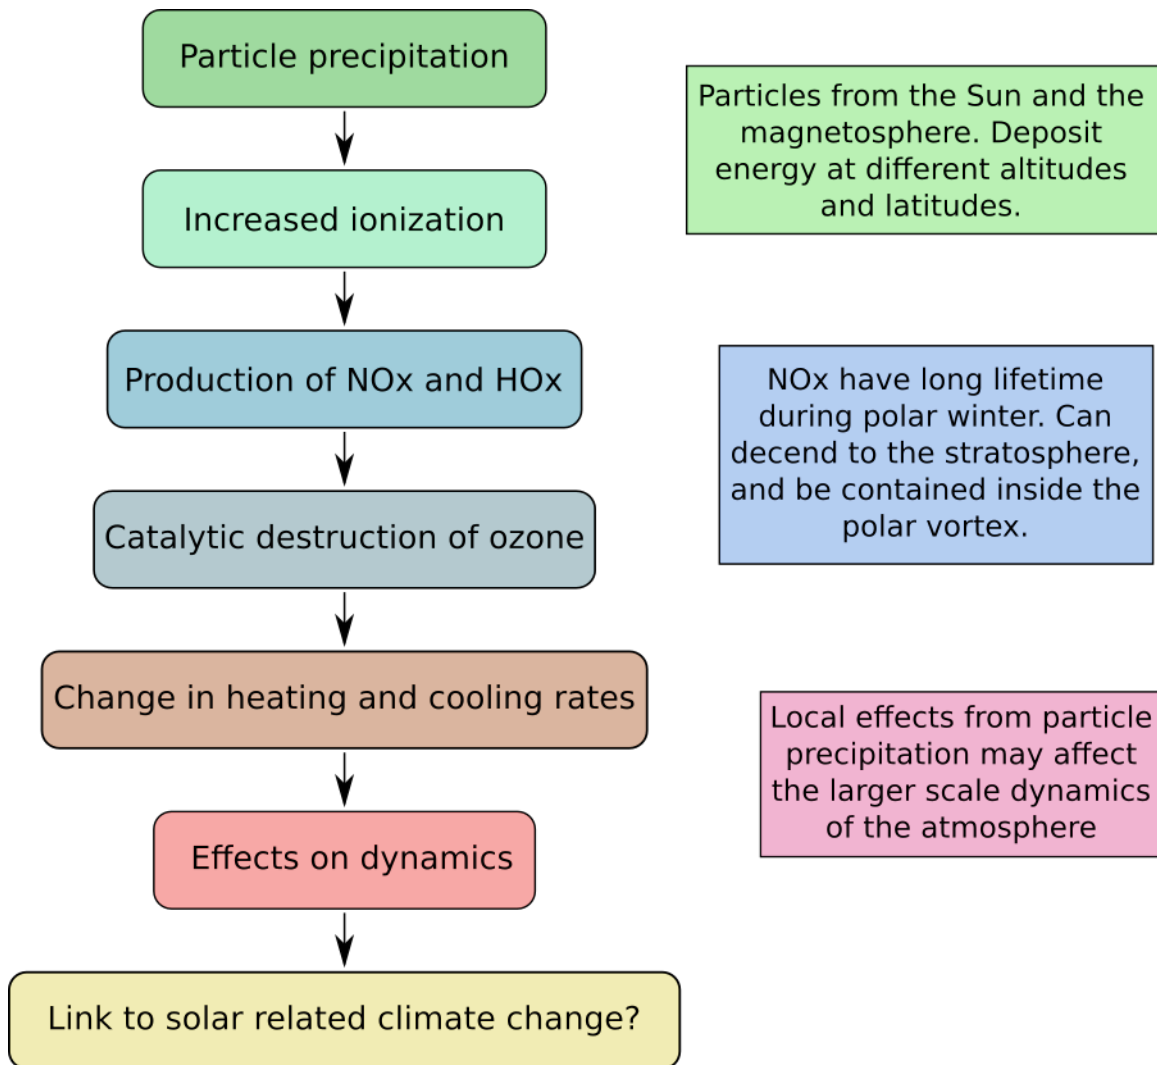 Particle precipitation
Particles from the Sun and the
magnetosphere. Deposit
energy at different altitudes
and latitudes.
Increased ionization
Production of NOx and HOx
NOx have long lifetime
during polar winter. Can
decend to the stratosphere,
and be contained inside the
polar vortex.
Catalytic destruction of ozone
Change in heating and cooling rates
Local effects from particle
precipitation may affect
the larger scale dynamics
of the atmosphere
Effects on dynamics
Link to solar related climate change?